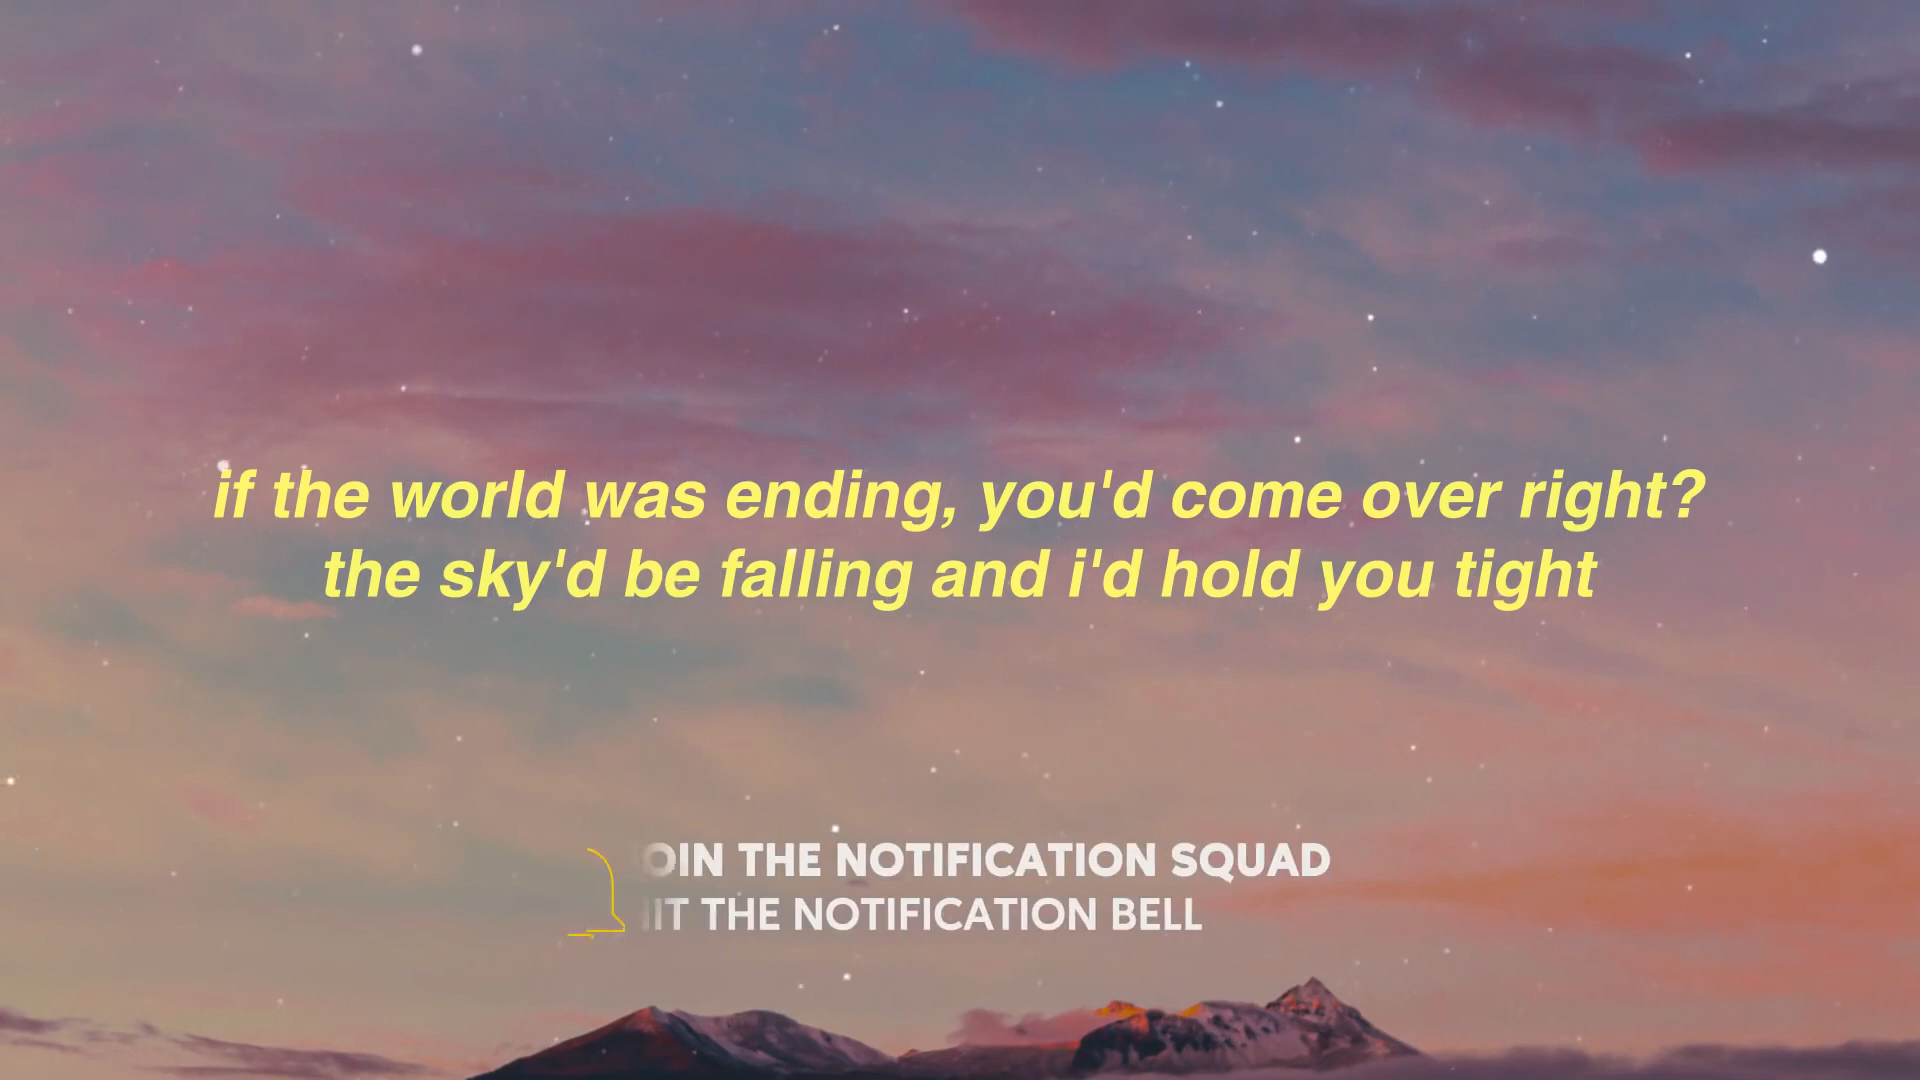 if the world was ending, you'd come over right?
the sky'd be falling and i'd hold you tight
OIN THE NOTIFICATION SQUAD
IIT THE NOTIFICATION BELL